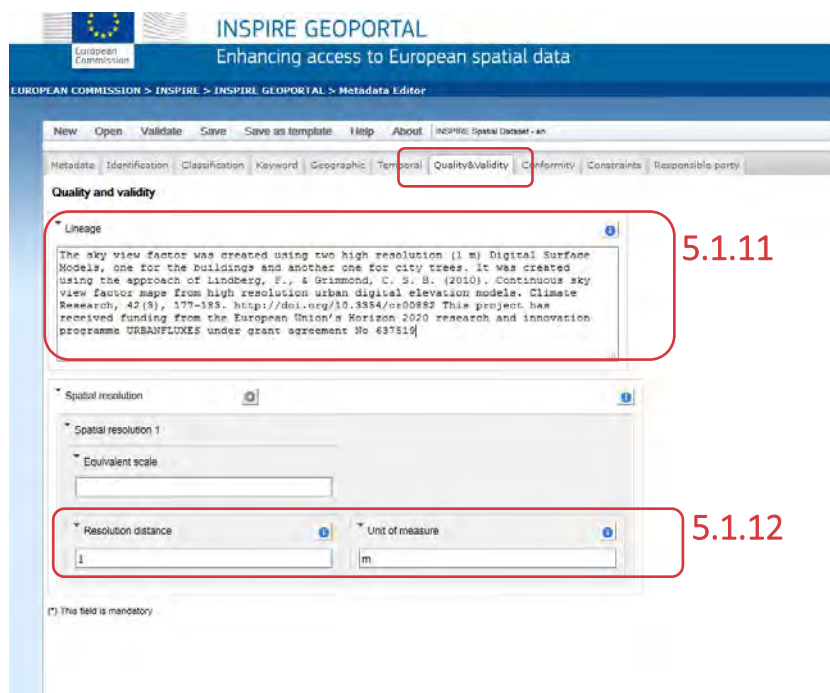 European
Commission
INSPIRE GEOPORTAL
Enhancing access to European spatial data
EUROPEAN COMMISSION > INSPIRE > INSPIRE GEOPORTAL > Metadata Editor
New Open Validate Save Save as template Help About INSPIRE Spatial Dataset - en
Metadata Identification Classification Keyword Geographic Temporal Quality&Validity Conformity Constraints Responsible party
Quality and validity
* Lineage
5.1.11
The sky view factor was created using two high resolution (1 m) Digital Surface
Models, one for the buildings and another one for city trees. It was created
using the approach of Lindberg, F., & Grimmond, C. S. B. (2010). Continuous sky
view factor maps from high resolution urban digital elevation models. Climate
Research, 42(3), 177-183. http://doi.org/10.3354/cr00882 This project has
received funding from the European Union's Horizon 2020 research and innovation
programme URBANFLUXES under grant agreement No 637519
* Spatial resolution
* Spatial resolution 1
* Equivalent scale
* Resolution distance * Unit of measure
5.1.12
1 m
(*) This field is mandatory